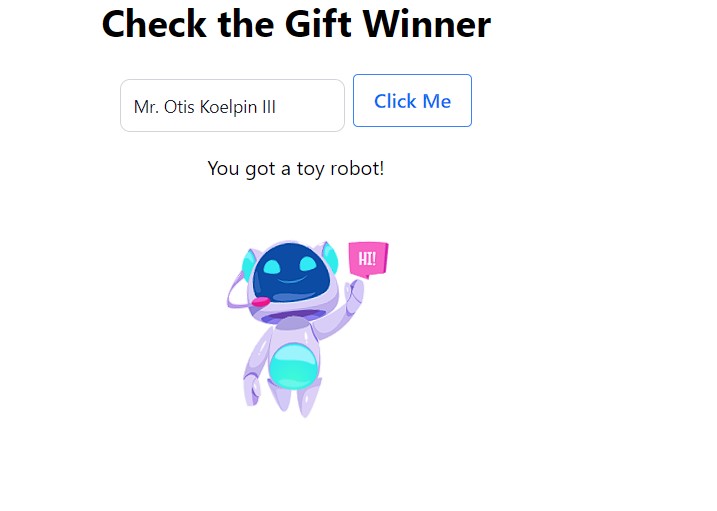 Check the Gift Winner
Mr. Otis Koelpin III
Click Me
You got a toy robot!
HI!